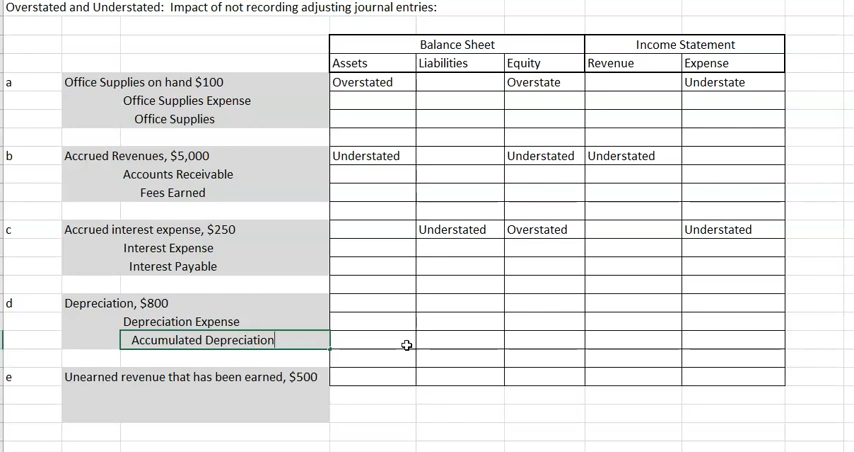 Overstated and Understated:  Impact of not recording adjusting journal entries:
Balance Sheet Income Statement
Assets Liabilities Equity Revenue Expense
a Office Supplies on hand $100 Overstated Overstate Understate
Office Supplies Expense
Office Supplies
b Accrued Revenues, $5,000 Understated Understated Understated
Accounts Receivable
Fees Earned
c Accrued interest expense, $250 Understated Overstated Understated
Interest Expense
Interest Payable
d Depreciation, $800
Depreciation Expense
Accumulated Depreciation
e Unearned revenue that has been earned, $500